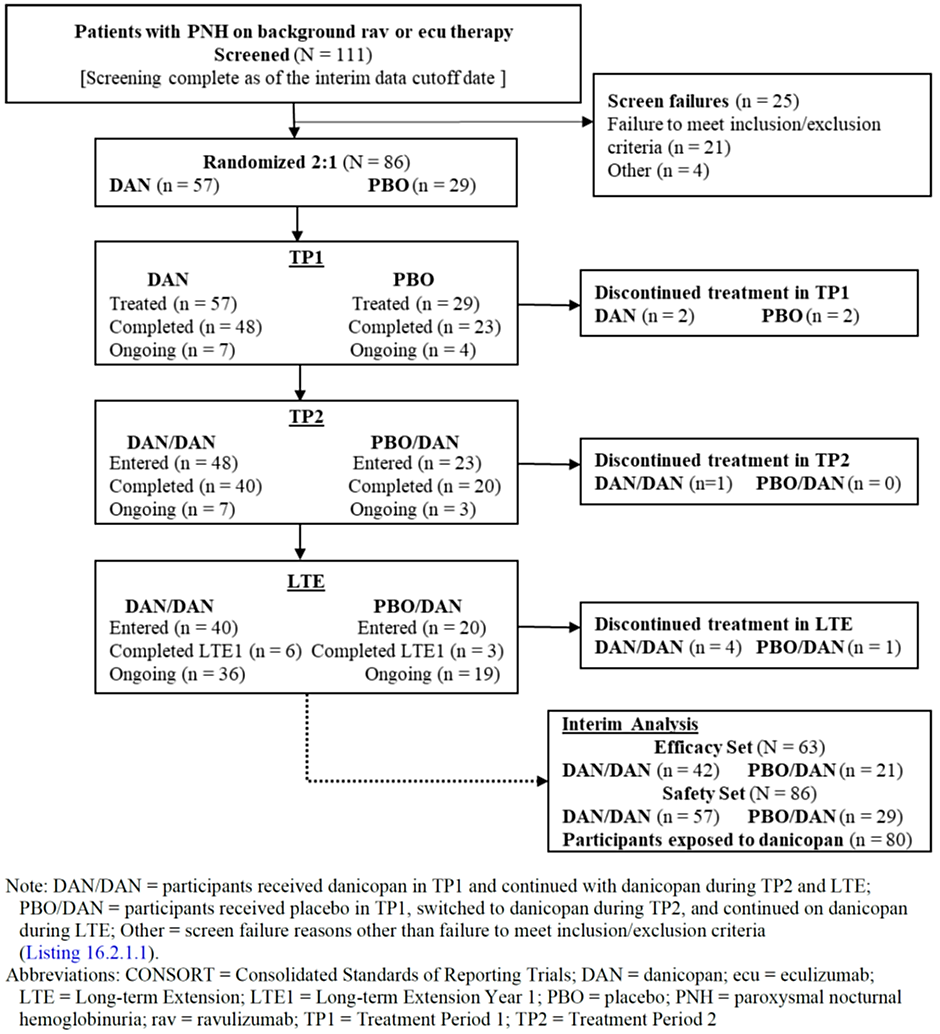 Patients with PNH on background rav or ecu therapy
Screened (N = 111)
[Screening complete as of the interim data cutoff date ]
Screen failures (n = 25)
Failure to meet inclusion/exclusion
criteria (n = 21)
Other (n = 4)
Randomized 2:1 (N = 86)
DAN (n = 57) PBO (n = 29)
TP1
DAN PBO
Treated (n = 57) Treated (n = 29)
Completed (n = 48) Completed (n = 23)
Ongoing (n = 7) Ongoing (n = 4)
Discontinued treatment in TP1
DAN (n = 2) PBO (n = 2)
TP2
DAN/DAN PBO/DAN
Entered (n = 48) Entered (n = 23)
Completed (n = 40) Completed (n = 20)
Ongoing (n = 7) Ongoing (n = 3)
Discontinued treatment in TP2
DAN/DAN (n=1) PBO/DAN (n = 0)
LTE
DAN/DAN PBO/DAN
Entered (n = 40) Entered (n = 20)
Completed LTE1 (n = 6) Completed LTE1 (n = 3)
Ongoing (n = 36) Ongoing (n = 19)
Discontinued treatment in LTE
DAN/DAN (n = 4) PBO/DAN (n = 1)
Interim Analysis
Efficacy Set (N = 63)
DAN/DAN (n = 42) PBO/DAN (n = 21)
Safety Set (N = 86)
DAN/DAN (n = 57) PBO/DAN (n = 29)
Participants exposed to danicopan (n = 80)
Note: DAN/DAN = participants received danicopan in TP1 and continued with danicopan during TP2 and LTE;
PBO/DAN = participants received placebo in TP1, switched to danicopan during TP2, and continued on danicopan
during LTE; Other = screen failure reasons other than failure to meet inclusion/exclusion criteria
(Listing 16.2.1.1).
Abbreviations: CONSORT = Consolidated Standards of Reporting Trials; DAN = danicopan; ecu = eculizumab;
LTE = Long-term Extension; LTE1 = Long-term Extension Year 1; PBO = placebo; PNH = paroxysmal nocturnal
hemoglobinuria; rav = ravulizumab; TP1 = Treatment Period 1; TP2 = Treatment Period 2